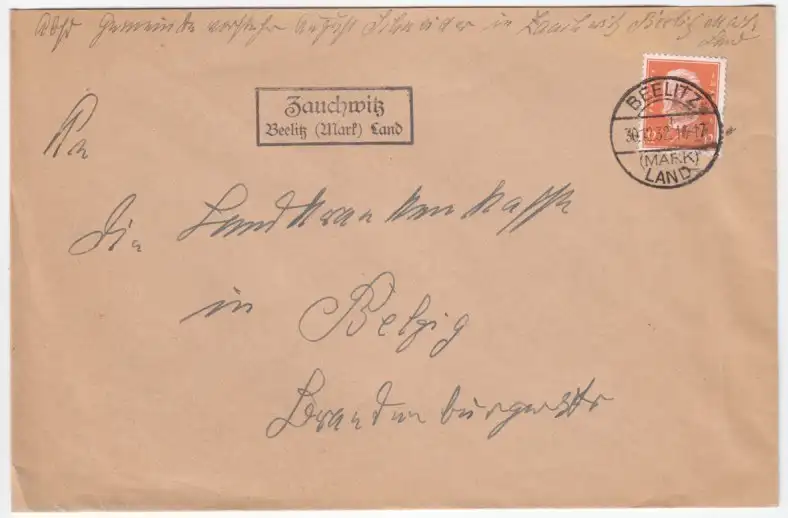 Abs. Gemeindevorsteher August Schneider in Zauchwitz Beelitz Mark
Land
Zauchwitz
Beelitz (Mark) Land
BEELITZ
(MARK)
LAND
An
die Landkrankenkasse
in Belzig
Brandenburgerstr